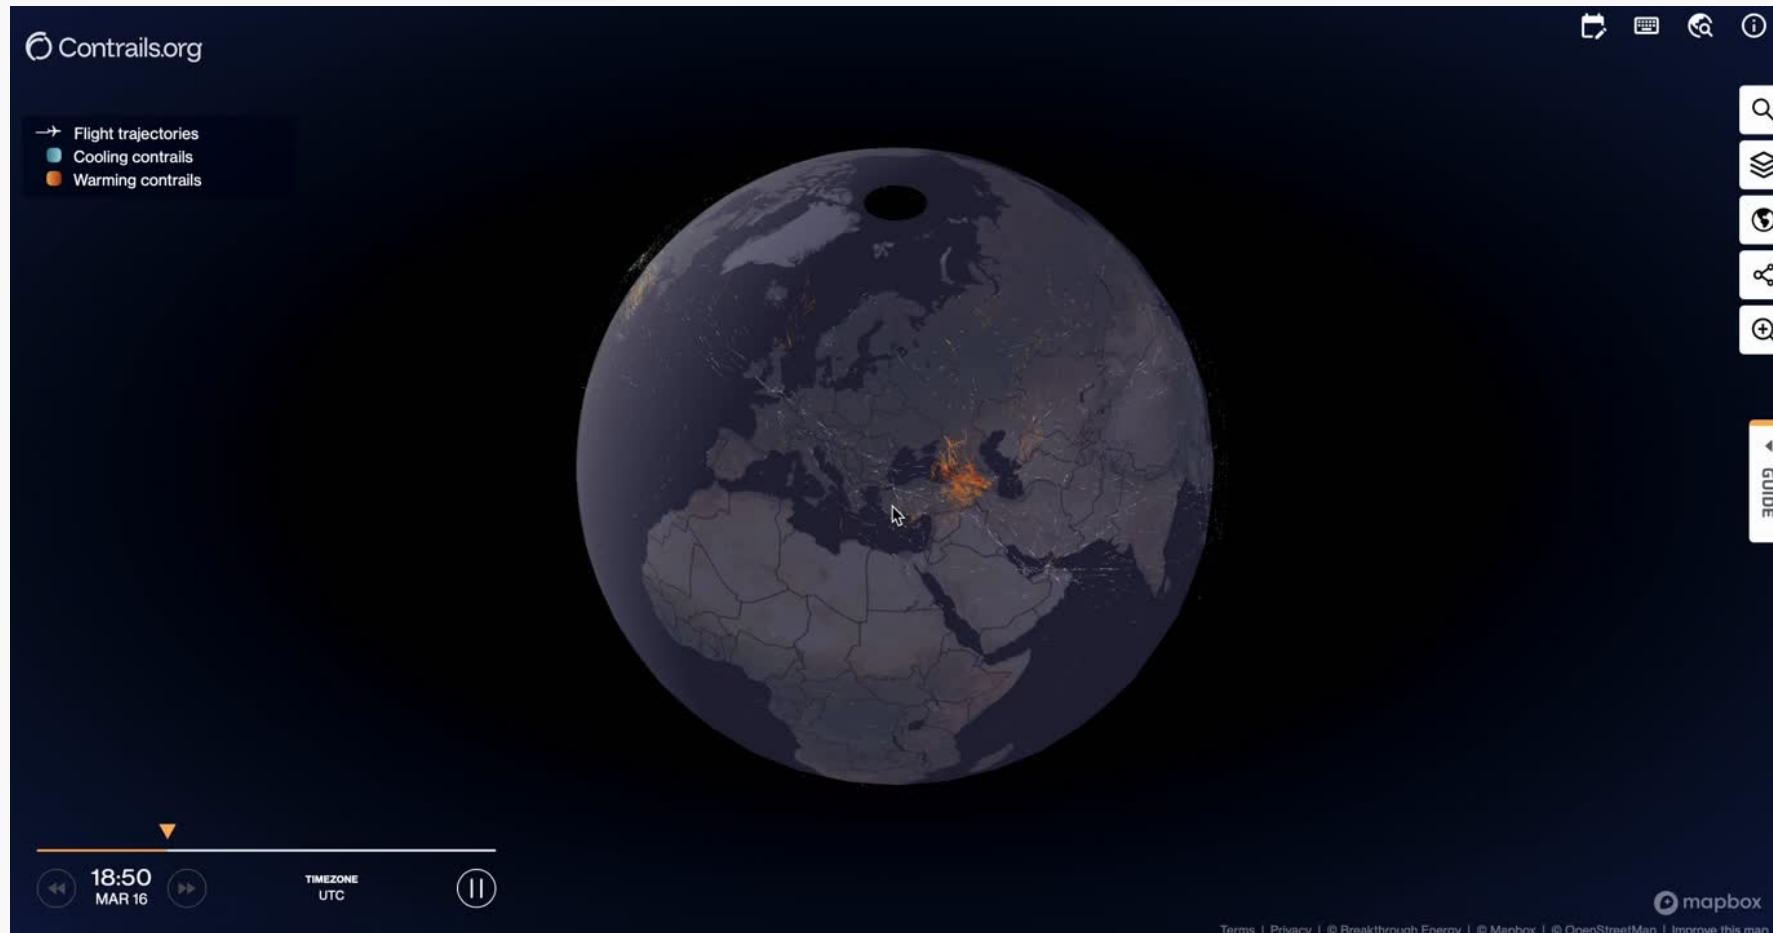 Contrails.org
Flight trajectories
Cooling contrails
Warming contrails
GUIDE
18:50
MAR 16
TIMEZONE
UTC
mapbox
Terms | Privacy | © Breakthrough Energy | © Mapbox | © OpenStreetMap | Improve this map